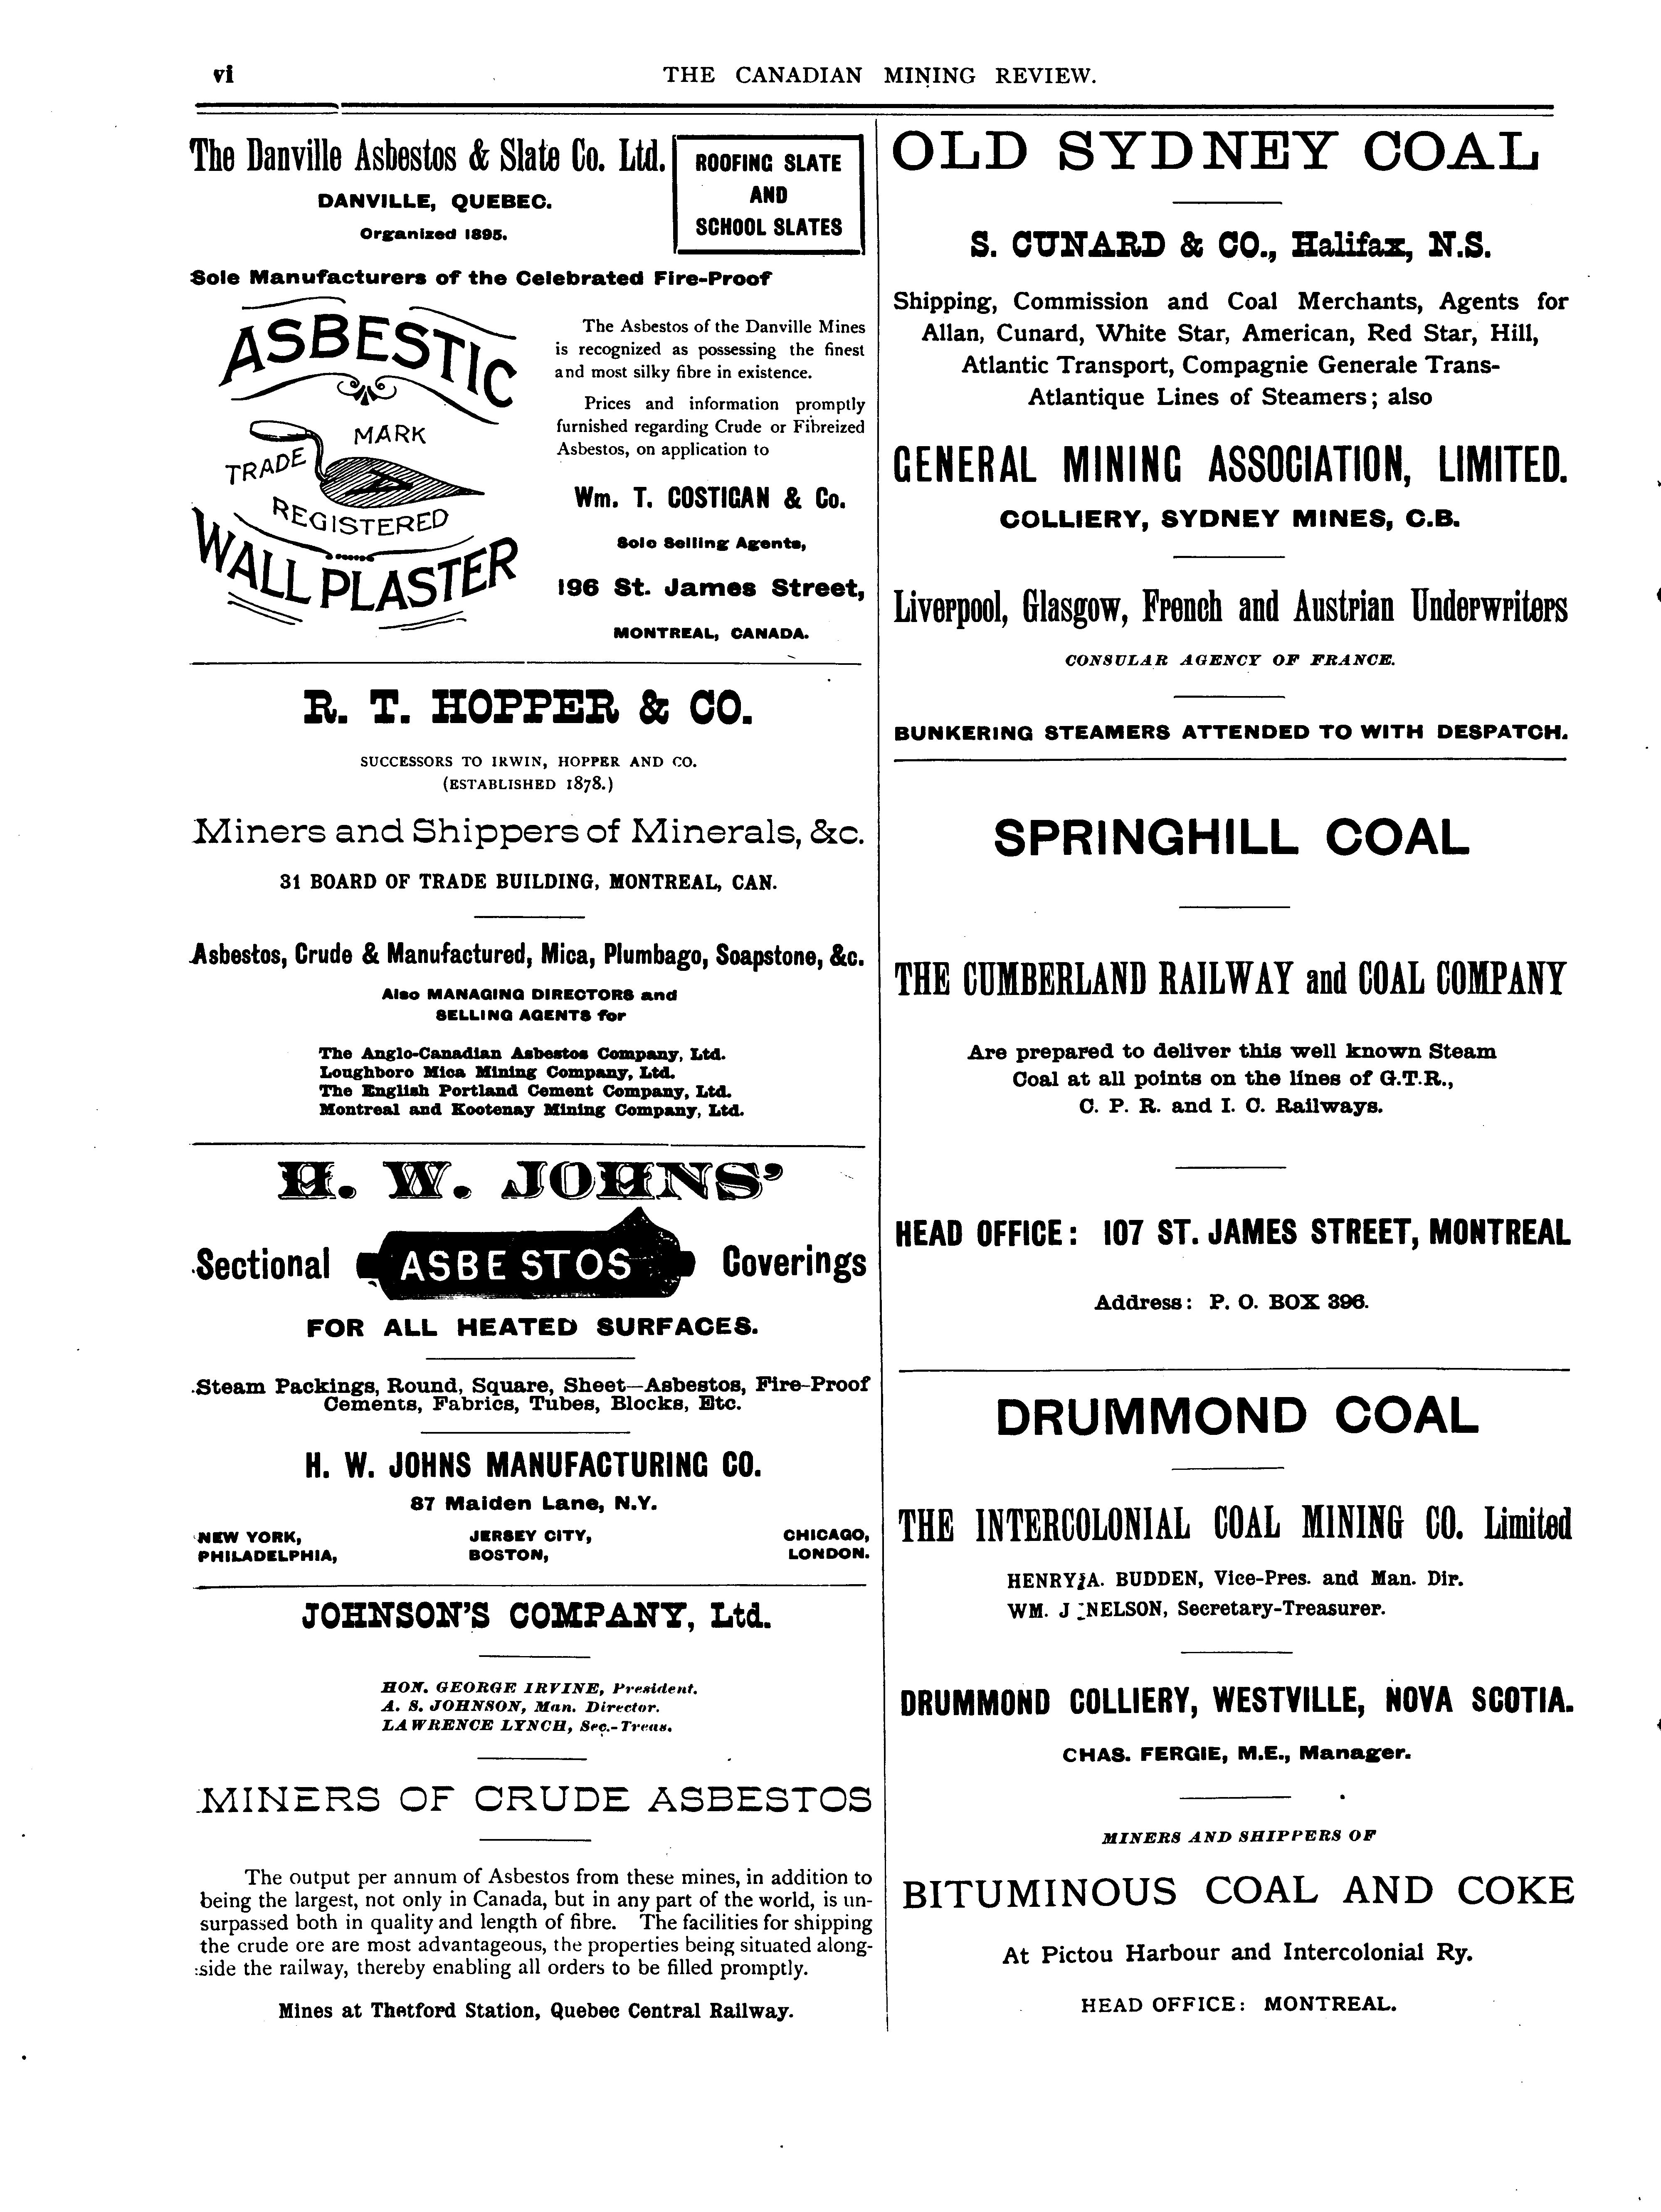 vi
THE CANADIAN MINING REVIEW.
The Danville Asbestos & Slate Co. Ltd.
DANVILLE, QUEBEC.
Organized 1895.
ROOFING SLATE
AND
SCHOOL SLATES
Sole Manufacturers of the Celebrated Fire-Proof
ASBESTIC
TRADE MARK
REGISTERED
WALL PLASTER
The Asbestos of the Danville Mines
is recognized as possessing the finest
and most silky fibre in existence.
Prices and information promptly
furnished regarding Crude or Fibreized
Asbestos, on application to
Wm. T. COSTIGAN & Co.
Sole Selling Agents,
196 St. James Street,
MONTREAL, CANADA.
R. T. HOPPER & CO.
SUCCESSORS TO IRWIN, HOPPER AND CO.
(ESTABLISHED 1878.)
Miners and Shippers of Minerals, &c.
31 BOARD OF TRADE BUILDING, MONTREAL, CAN.
Asbestos, Crude & Manufactured, Mica, Plumbago, Soapstone, &c.
Also MANAGING DIRECTORS and
SELLING AGENTS for
The Anglo-Canadian Asbestos Company, Ltd.
Loughboro Mica Mining Company, Ltd.
The English Portland Cement Company, Ltd.
Montreal and Kootenay Mining Company, Ltd.
H. W. JOHNS'
Sectional ASBESTOS Coverings
FOR ALL HEATED SURFACES.
Steam Packings, Round, Square, Sheet—Asbestos, Fire-Proof
Cements, Fabrics, Tubes, Blocks, Etc.
H. W. JOHNS MANUFACTURING CO.
87 Maiden Lane, N.Y.
NEW YORK, JERSEY CITY, CHICAGO,
PHILADELPHIA, BOSTON, LONDON.
JOHNSON'S COMPANY, Ltd.
HON. GEORGE IRVINE, President.
A. S. JOHNSON, Man. Director.
LAWRENCE LYNCH, Sec.-Treas.
MINERS OF CRUDE ASBESTOS
The output per annum of Asbestos from these mines, in addition to
being the largest, not only in Canada, but in any part of the world, is un-
surpassed both in quality and length of fibre. The facilities for shipping
the crude ore are most advantageous, the properties being situated along-
side the railway, thereby enabling all orders to be filled promptly.
Mines at Thetford Station, Quebec Central Railway.
OLD SYDNEY COAL
S. CUNARD & CO., Halifax, N.S.
Shipping, Commission and Coal Merchants, Agents for
Allan, Cunard, White Star, American, Red Star, Hill,
Atlantic Transport, Compagnie Generale Trans-
Atlantique Lines of Steamers; also
GENERAL MINING ASSOCIATION, LIMITED.
COLLIERY, SYDNEY MINES, C.B.
Liverpool, Glasgow, French and Austrian Underwriters
CONSULAR AGENCY OF FRANCE.
BUNKERING STEAMERS ATTENDED TO WITH DESPATCH.
SPRINGHILL COAL
THE CUMBERLAND RAILWAY and COAL COMPANY
Are prepared to deliver this well known Steam
Coal at all points on the lines of G.T.R.,
C. P. R. and I. C. Railways.
HEAD OFFICE: 107 ST. JAMES STREET, MONTREAL
Address: P. O. BOX 396.
DRUMMOND COAL
THE INTERCOLONIAL COAL MINING CO. Limited
HENRY A. BUDDEN, Vice-Pres. and Man. Dir.
WM. J. NELSON, Secretary-Treasurer.
DRUMMOND COLLIERY, WESTVILLE, NOVA SCOTIA.
CHAS. FERGIE, M.E., Manager.
MINERS AND SHIPPERS OF
BITUMINOUS COAL AND COKE
At Pictou Harbour and Intercolonial Ry.
HEAD OFFICE: MONTREAL.